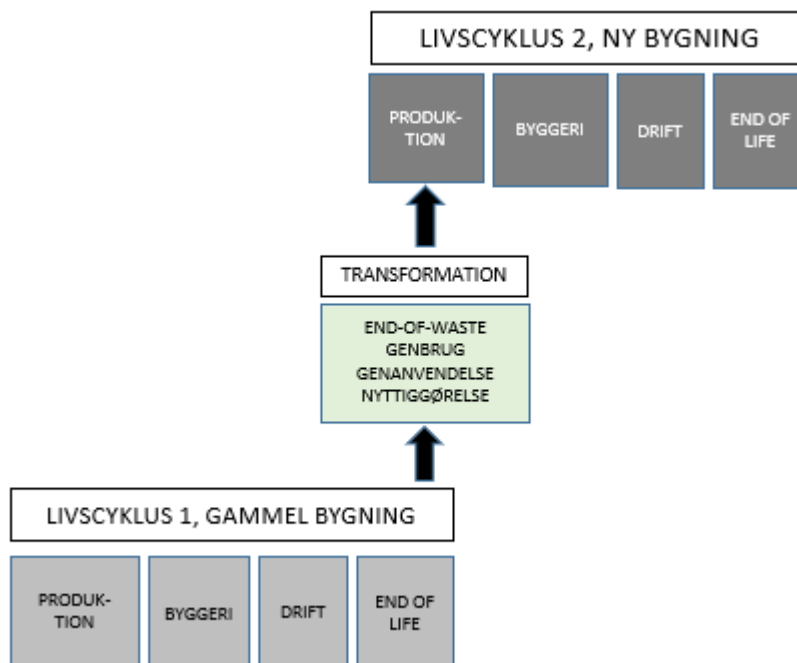 LIVSCYKLUS 2, NY BYGNING
PRODUK-
TION
BYGGERI
DRIFT
END OF
LIFE
TRANSFORMATION
END-OF-WASTE
GENBRUG
GENANVENDELSE
NYTTIGGØRELSE
LIVSCYKLUS 1, GAMMEL BYGNING
PRODUK-
TION
BYGGERI
DRIFT
END OF
LIFE